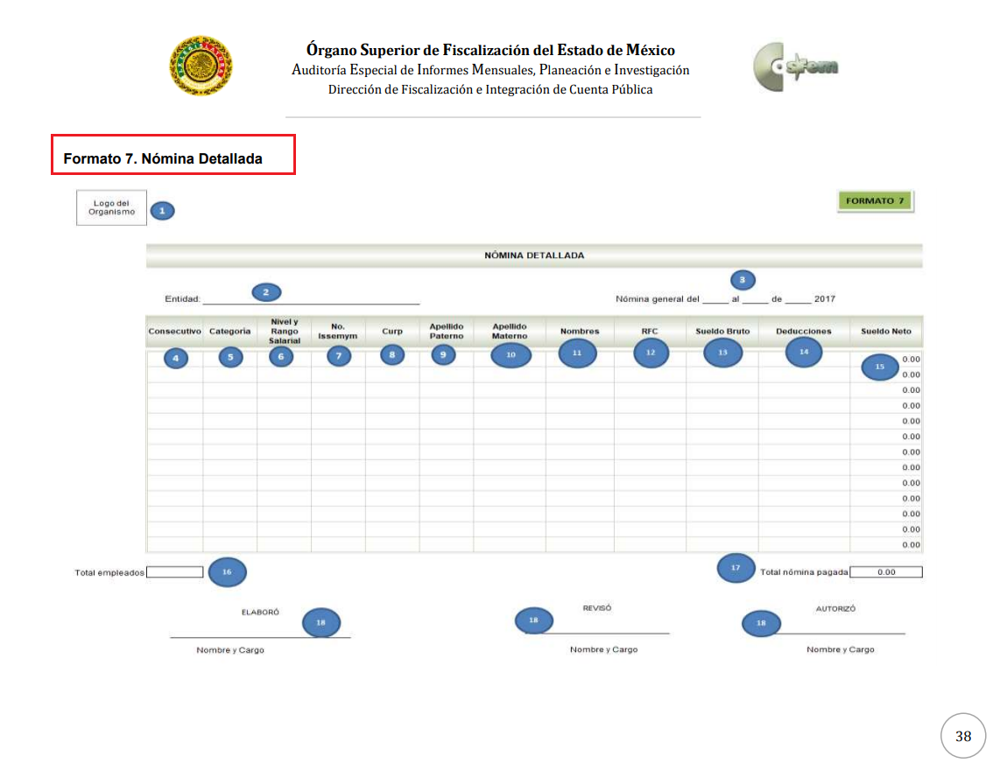 Órgano Superior de Fiscalización del Estado de México
Auditoría Especial de Informes Mensuales, Planeación e Investigación
Dirección de Fiscalización e Integración de Cuenta Pública
osfem
Formato 7. Nómina Detallada
Logo del
Organismo
1
FORMATO 7
NÓMINA DETALLADA
Entidad: ____________________
2
3
Nómina general del _____ al _____ de _____ 2017
Consecutivo Categoria Nivel y Rango Salarial No. Issemym Curp Apellido Paterno Apellido Materno Nombres RFC Sueldo Bruto Deducciones Sueldo Neto
4 5 6 7 8 9 10 11 12 13 14 15
0.00
0.00
0.00
0.00
0.00
0.00
0.00
0.00
0.00
0.00
0.00
0.00
0.00
Total empleados 16 17 Total nómina pagada 0.00
ELABORÓ 18 18 REVISÓ 18 AUTORIZÓ
Nombre y Cargo Nombre y Cargo Nombre y Cargo
38